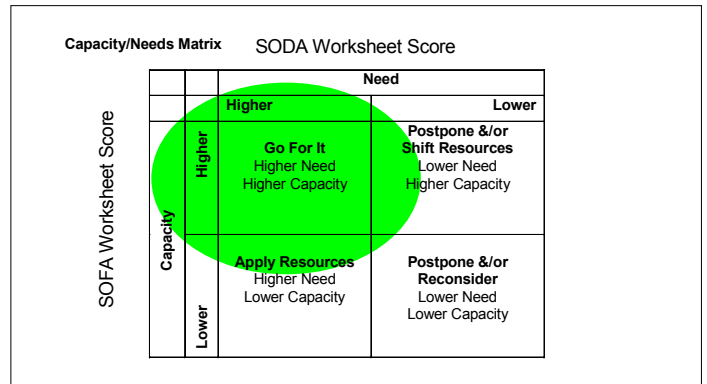 Capacity/Needs Matrix
SODA Worksheet Score
SOFA Worksheet Score
Need
Higher
Lower
Capacity
Higher
Go For It
Higher Need
Higher Capacity
Postpone &/or
Shift Resources
Lower Need
Higher Capacity
Lower
Apply Resources
Higher Need
Lower Capacity
Postpone &/or
Reconsider
Lower Need
Lower Capacity